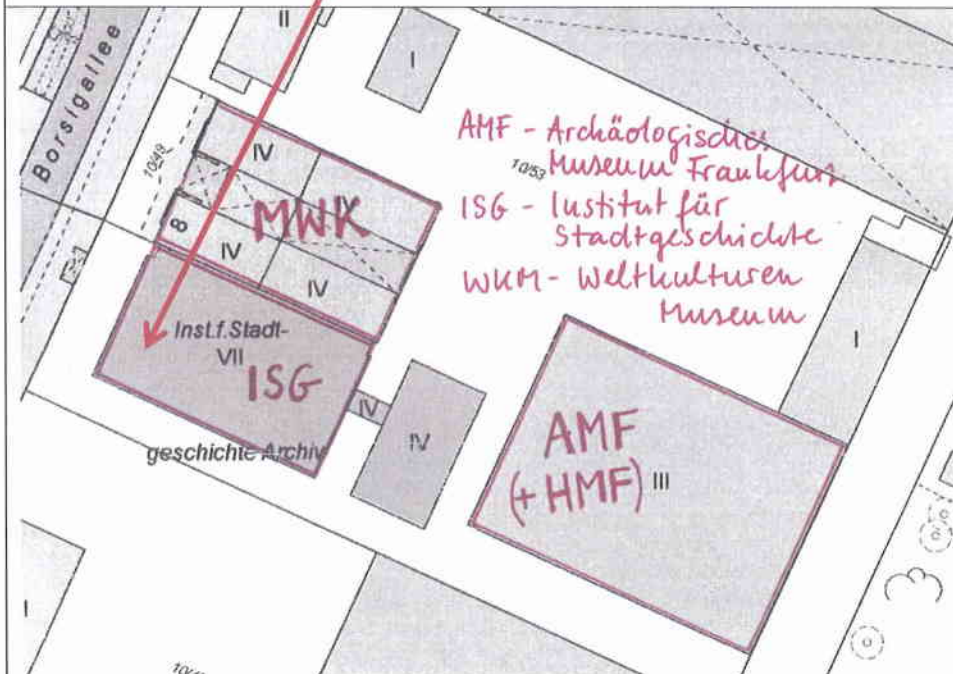 II
I
Borsigallee
10/49
IV
IV
8
MWK
IV
IV
AMF - Archäologisches
Museum Frankfurt
10/53
ISG - Institut für
Stadtgeschichte
WKM - Weltkulturen
Museum
Inst.f.Stadt-
VII
ISG
geschichte Archiv
IV
IV
I
AMF
(+ HMF)
III
I